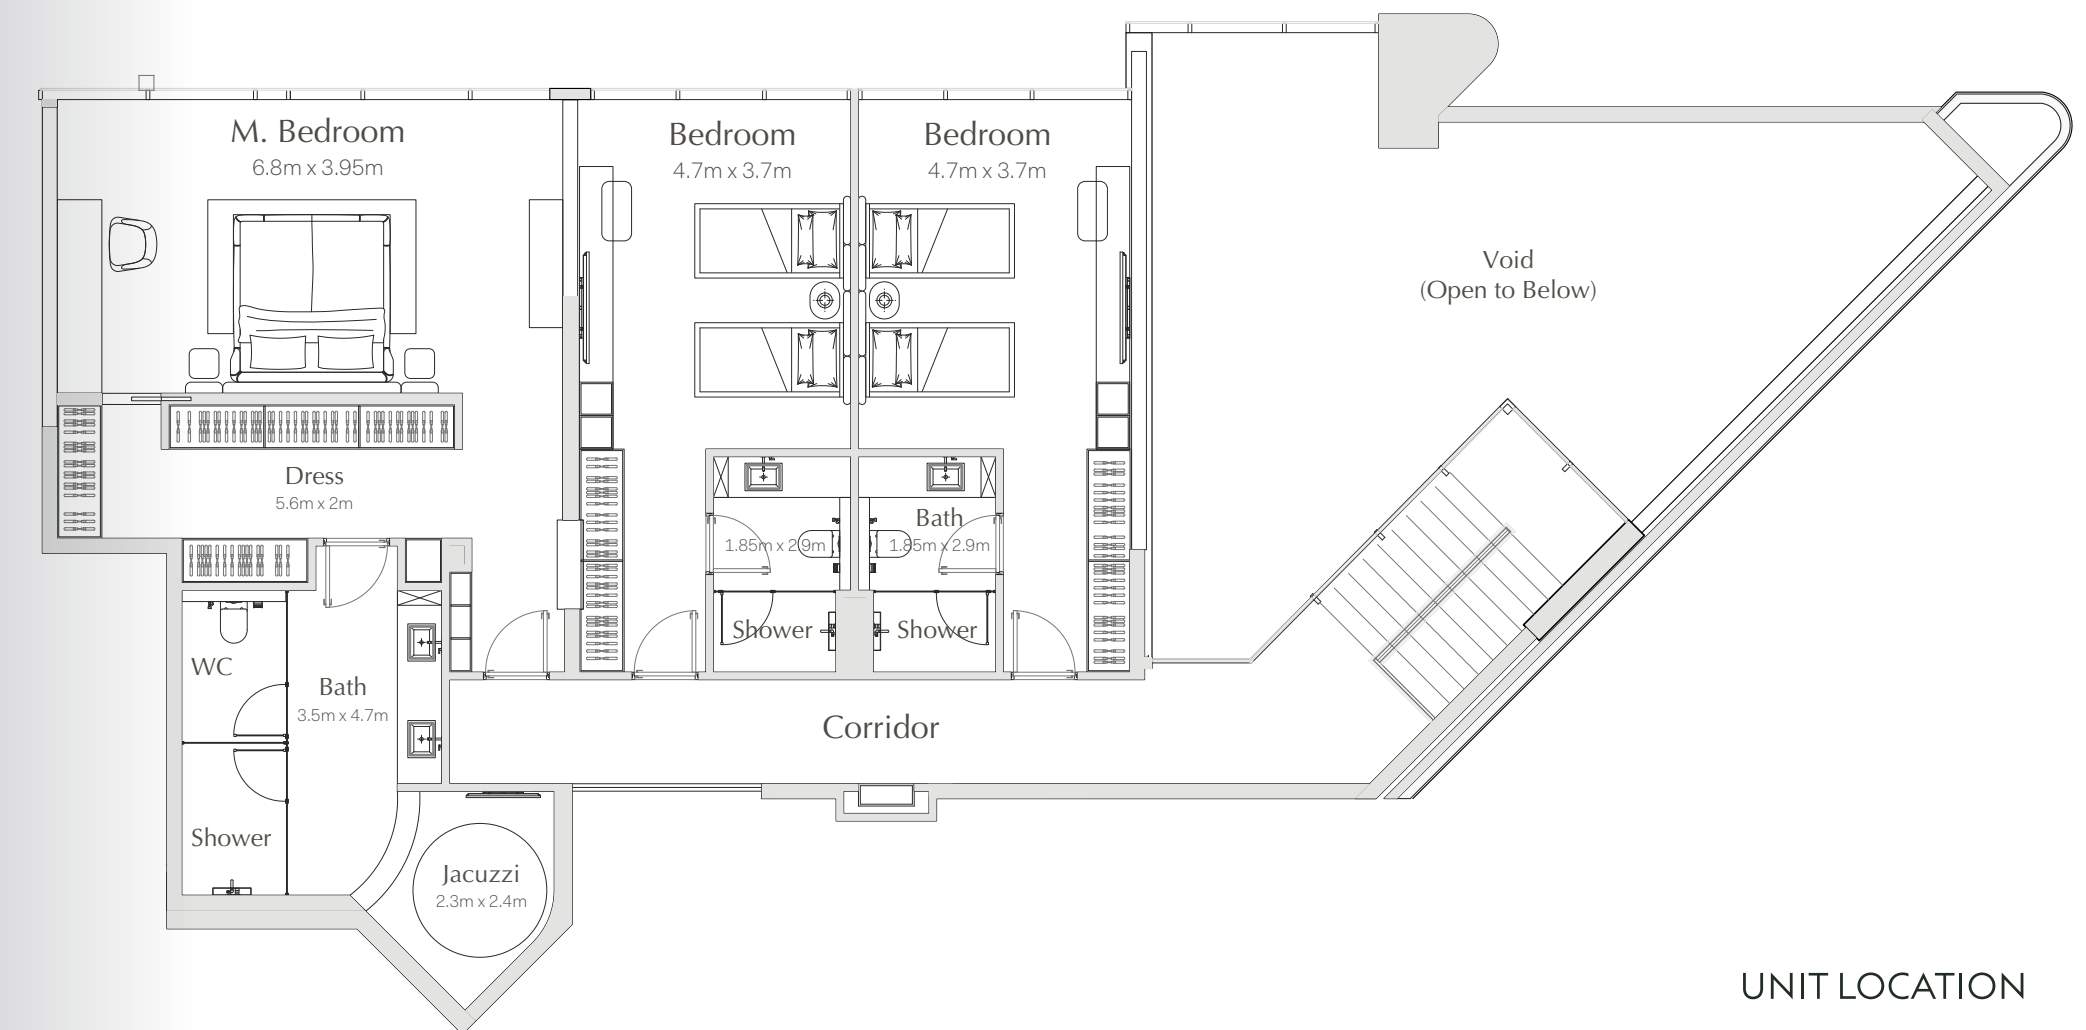 M. Bedroom
6.8m x 3.95m
Bedroom
4.7m x 3.7m
Bedroom
4.7m x 3.7m
Void
(Open to Below)
Dress
5.6m x 2m
1.85m x 2.9m
Bath
1.85m x 2.9m
Shower
Shower
WC
Bath
3.5m x 4.7m
Corridor
Shower
Jacuzzi
2.3m x 2.4m
UNIT LOCATION